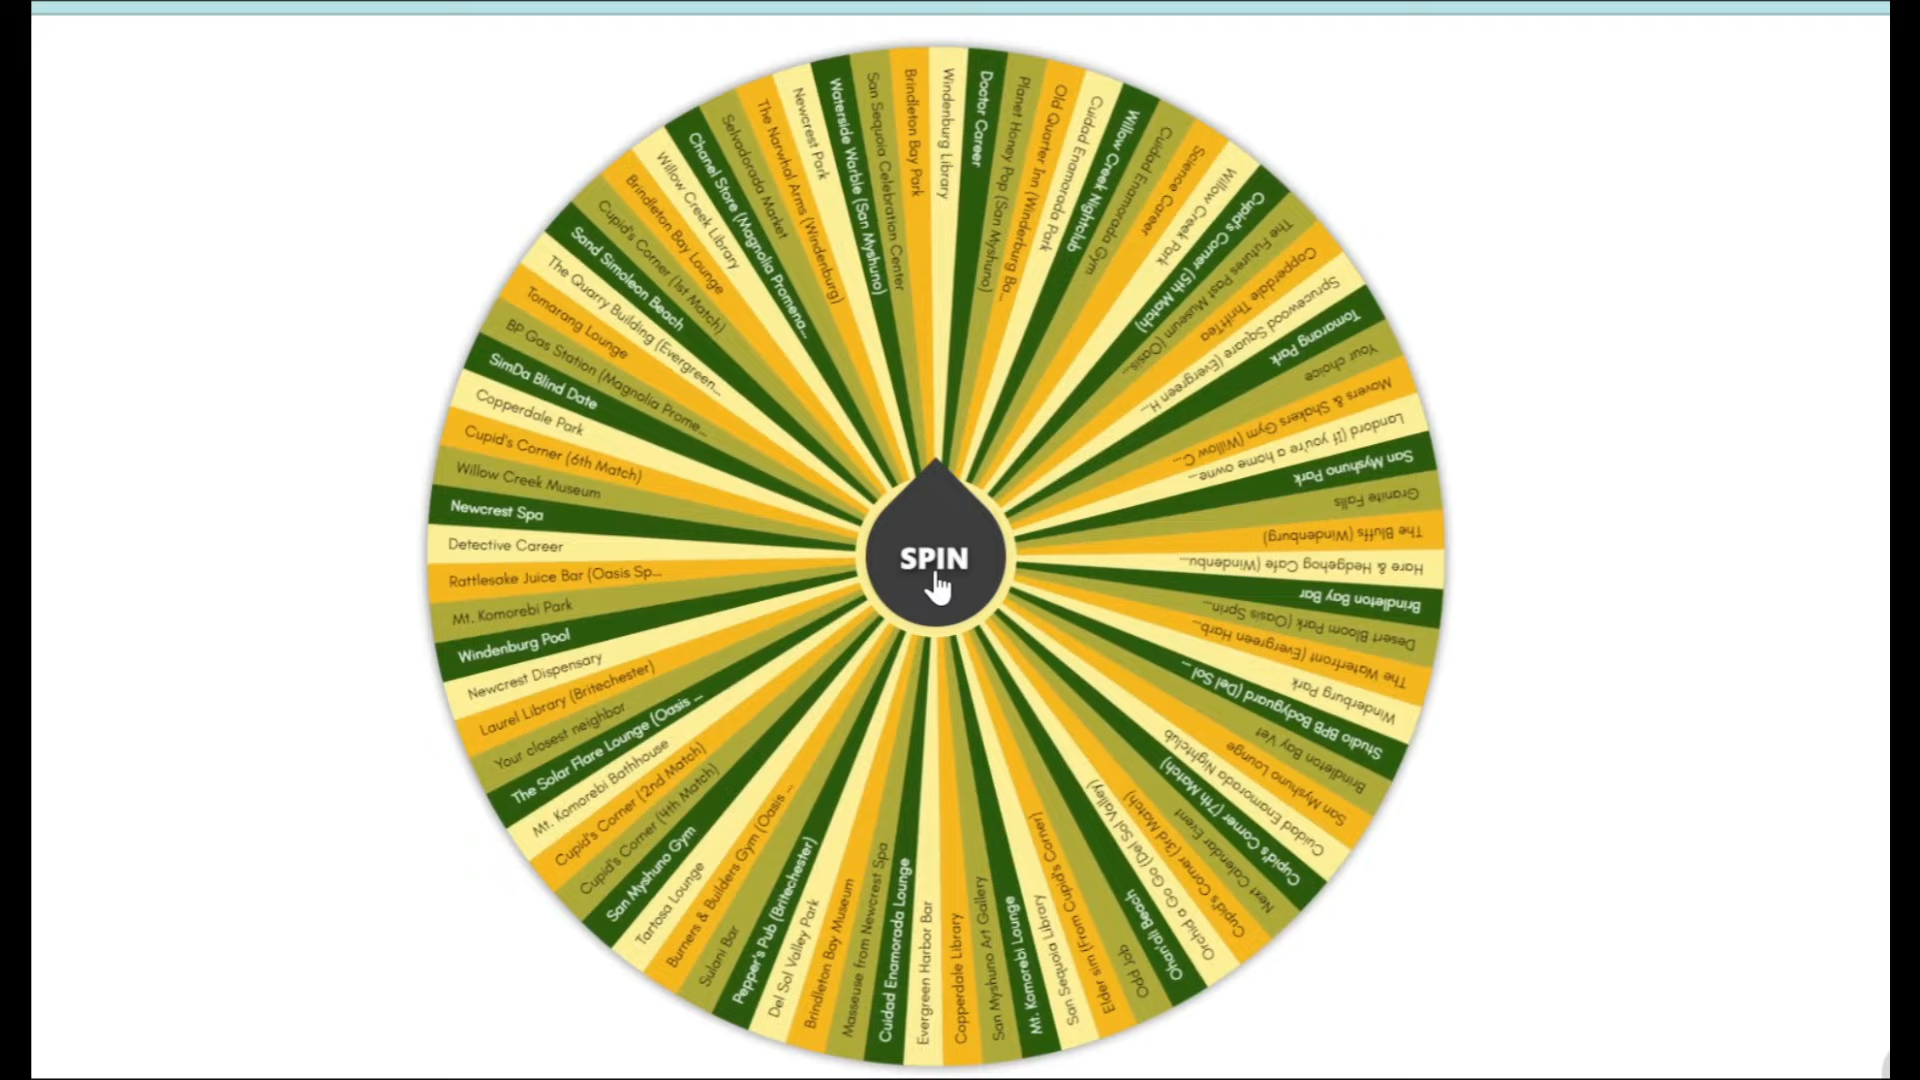 Windenburg Library
Doctor Career
Planet Honey Pop (San Myshuno)
Old Quarter Inn (Windenburg Ba...
Cuidad Enamorada Park
Willow Creek Nightclub
Cuidad Enamorada Gym
Science Career
Willow Creek Park
Cupid's Corner (5th Match)
The Futures Past Museum (Oasis...
Copperdale ThrifTea
Sprucewood Square (Evergreen H...
Tomarang Park
Your choice
Movers & Shakers Gym (Willow C...
Landord (if you're a home owne...
San Myshuno Park
Granite Falls
The Bluffs (Windenburg)
Hare & Hedgehog Cafe (Windenbu...
Brindleton Bay Bar
Desert Bloom Park (Oasis Sprin...
The Waterfront (Evergreen Harb...
Windenburg Park
Studio BPB Bodyguard (Del Sol ...
Brindleton Bay Vet
San Myshuno Lounge
Cuidad Enamorada Nightclub
Cupid's Corner (7th Match)
Next Calendar Event
Cupid's Corner (3rd Match)
Orchid a Go Go (Del Sol Valley)
Ohan'ali Beach
Odd Job
Elder sim (From Cupid's Corner)
San Sequoia Library
Mt. Komorebi Lounge
San Myshuno Art Gallery
Copperdale Library
Evergreen Harbor Bar
Cuidad Enamorada Lounge
Masseuse from Newcrest Spa
Brindleton Bay Museum
Del Sol Valley Park
Pepper's Pub (Britechester)
Sulani Bar
Burners & Builders Gym (Oasis ...
Tartosa Lounge
San Myshuno Gym
Cupid's Corner (4th Match)
Cupid's Corner (2nd Match)
Mt. Komorebi Bathhouse
The Solar Flare Lounge (Oasis ...
Your closest neighbor
Laurel Library (Britechester)
Newcrest Dispensary
Windenburg Pool
Mt. Komorebi Park
Rattlesake Juice Bar (Oasis Sp...
Detective Career
Newcrest Spa
Willow Creek Museum
Cupid's Corner (6th Match)
Copperdale Park
SimDa Blind Date
BP Gas Station (Magnolia Prome...
Tomarang Lounge
The Quarry Building (Evergreen...
Sand Simoleon Beach
Cupid's Corner (1st Match)
Brindleton Bay Lounge
Willow Creek Library
Chanel Store (Magnolia Promena...
Selvadorada Market
The Narwhal Arms (Windenburg)
Newcrest Park
Waterside Warble (San Myshuno)
San Sequoia Celebration Center
Brindleton Bay Park
SPIN